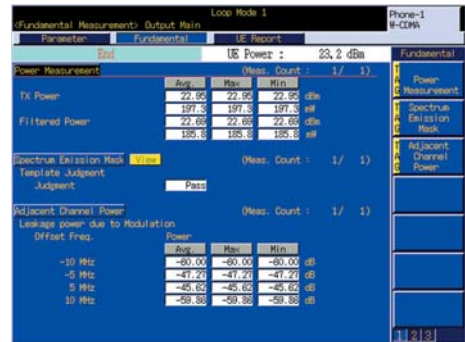 Loop Mode 1
<Fundamental Measurement> Output Main
Phone-1
W-CDMA
Parameter Fundamental UE Report
End UE Power : 23.2 dBm
Fundamental
Power Measurement (Meas. Count : 1/ 1)
Avg. Max Min
TX Power 22.95 22.95 22.95 dBm
197.3 197.3 197.3 mW
Filtered Power 22.69 22.69 22.69 dBm
185.8 185.8 185.8 mW
Spectrum Emission Mask View (Meas. Count : 1/ 1)
Template Judgment
Judgment Pass
Adjacent Channel Power (Meas. Count : 1/ 1)
Leakage power due to Modulation
Offset Freq. Power
Avg. Max Min
-10 MHz -60.00 -60.00 -60.00 dB
-5 MHz -47.27 -47.27 -47.27 dB
5 MHz -45.62 -45.62 -45.62 dB
10 MHz -59.86 -59.86 -59.86 dB
TAG Power Measurement
TAG Spectrum Emission Mask
TAG Adjacent Channel Power
1 2 3